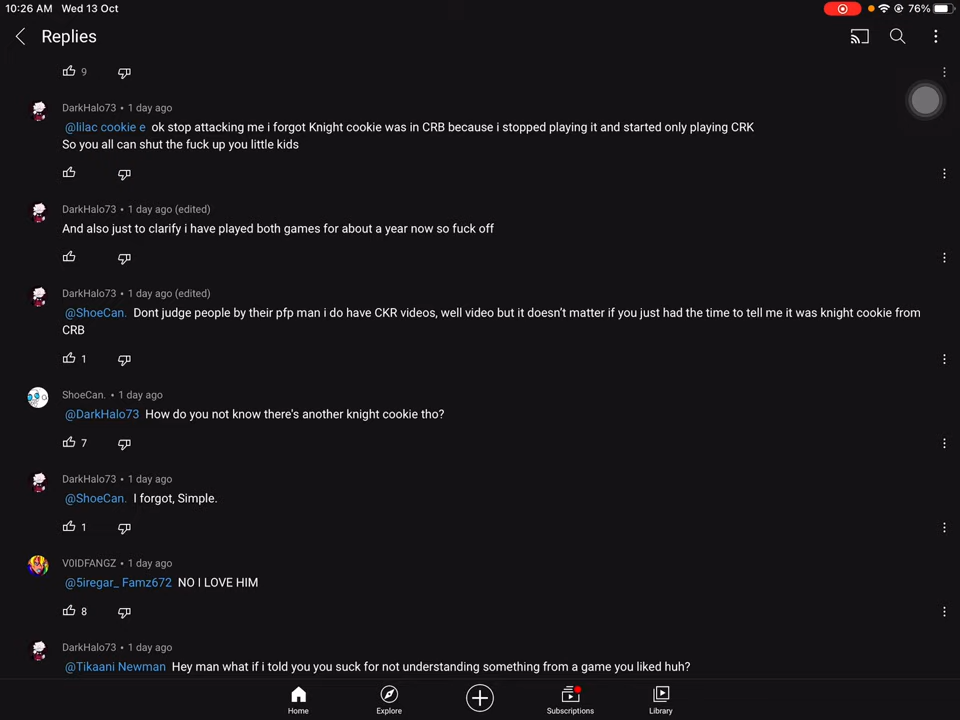 10:26 AM Wed 13 Oct 76%
Replies
9
DarkHalo73 • 1 day ago
@lilac cookie e ok stop attacking me i forgot Knight cookie was in CRB because i stopped playing it and started only playing CRK
So you all can shut the fuck up you little kids
DarkHalo73 • 1 day ago (edited)
And also just to clarify i have played both games for about a year now so fuck off
DarkHalo73 • 1 day ago (edited)
@ShoeCan. Dont judge people by their pfp man i do have CKR videos, well video but it doesn't matter if you just had the time to tell me it was knight cookie from
CRB
1
ShoeCan. • 1 day ago
@DarkHalo73 How do you not know there's another knight cookie tho?
7
DarkHalo73 • 1 day ago
@ShoeCan. I forgot, Simple.
1
V0IDFANGZ • 1 day ago
@5iregar_ Famz672 NO I LOVE HIM
8
DarkHalo73 • 1 day ago
@Tikaani Newman Hey man what if i told you you suck for not understanding something from a game you liked huh?
Home Explore Subscriptions Library